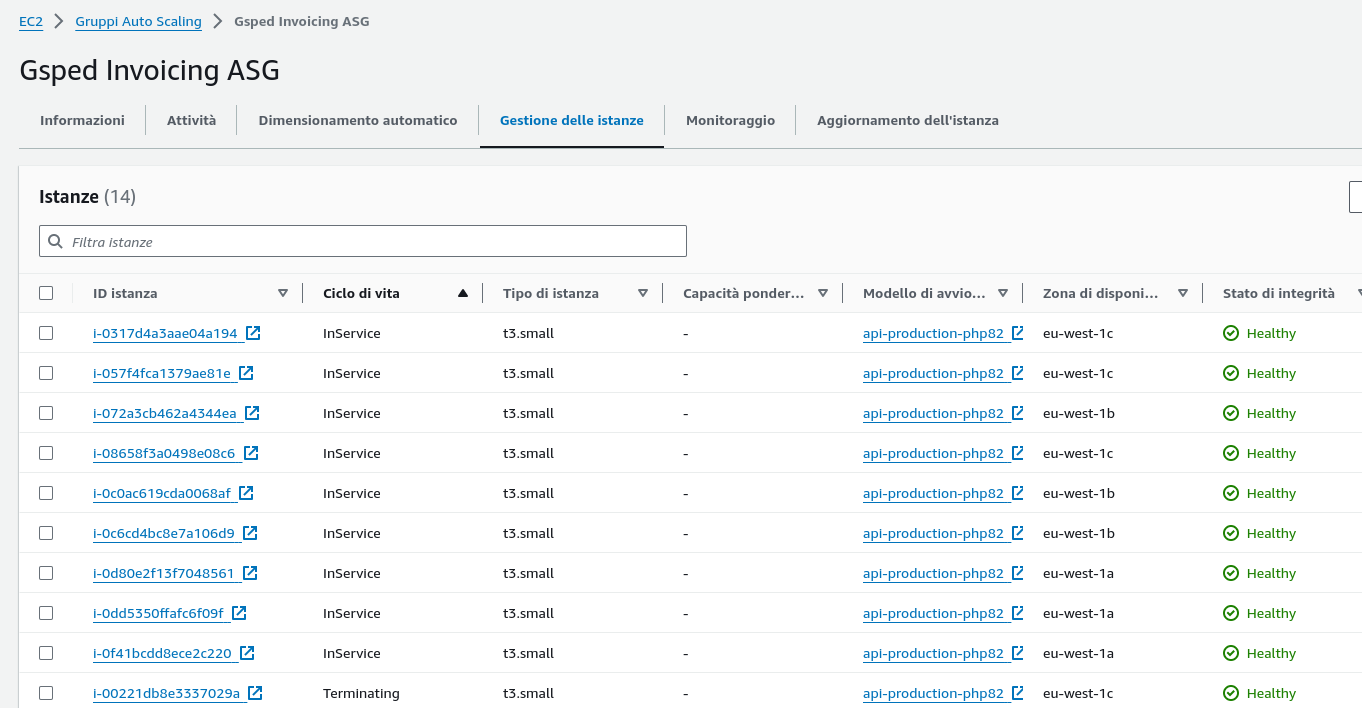 EC2 Gruppi Auto Scaling Gsped Invoicing ASG
Gsped Invoicing ASG
Informazioni Attività Dimensionamento automatico Gestione delle istanze Monitoraggio Aggiornamento dell'istanza
Istanze (14)
Filtra istanze
ID istanza Ciclo di vita Tipo di istanza Capacità ponder... Modello di avvio... Zona di disponi... Stato di integrità
i-0317d4a3aae04a194 InService t3.small - api-production-php82 eu-west-1c Healthy
i-057f4fca1379ae81e InService t3.small - api-production-php82 eu-west-1c Healthy
i-072a3cb462a4344ea InService t3.small - api-production-php82 eu-west-1b Healthy
i-08658f3a0498e08c6 InService t3.small - api-production-php82 eu-west-1c Healthy
i-0c0ac619cda0068af InService t3.small - api-production-php82 eu-west-1b Healthy
i-0c6cd4bc8e7a106d9 InService t3.small - api-production-php82 eu-west-1b Healthy
i-0d80e2f13f7048561 InService t3.small - api-production-php82 eu-west-1a Healthy
i-0dd5350ffafc6f09f InService t3.small - api-production-php82 eu-west-1a Healthy
i-0f41bcdd8ece2c220 InService t3.small - api-production-php82 eu-west-1a Healthy
i-00221db8e3337029a Terminating t3.small - api-production-php82 eu-west-1c Healthy